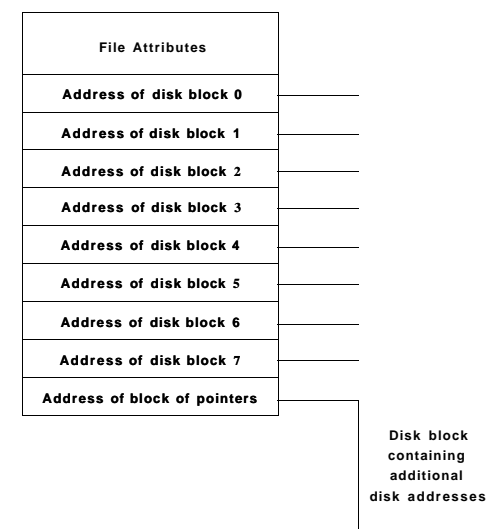 File Attributes
Address of disk block 0
Address of disk block 1
Address of disk block 2
Address of disk block 3
Address of disk block 4
Address of disk block 5
Address of disk block 6
Address of disk block 7
Address of block of pointers
Disk block
containing
additional
disk addresses